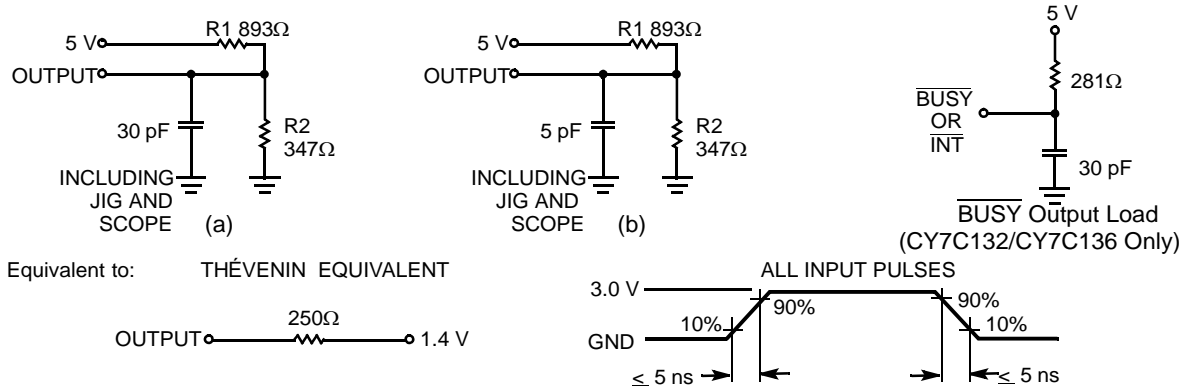 R1 893Ω
5 V
OUTPUT
30 pF
R2
347Ω
INCLUDING
JIG AND
SCOPE
(a)
R1 893Ω
5 V
OUTPUT
5 pF
R2
347Ω
INCLUDING
JIG AND
SCOPE
(b)
5 V
281Ω
BUSY
OR
INT
30 pF
BUSY Output Load
(CY7C132/CY7C136 Only)
Equivalent to: THÉVENIN EQUIVALENT
OUTPUT 250Ω 1.4 V
ALL INPUT PULSES
3.0 V
90% 90%
10% 10%
GND
≤ 5 ns ≤ 5 ns